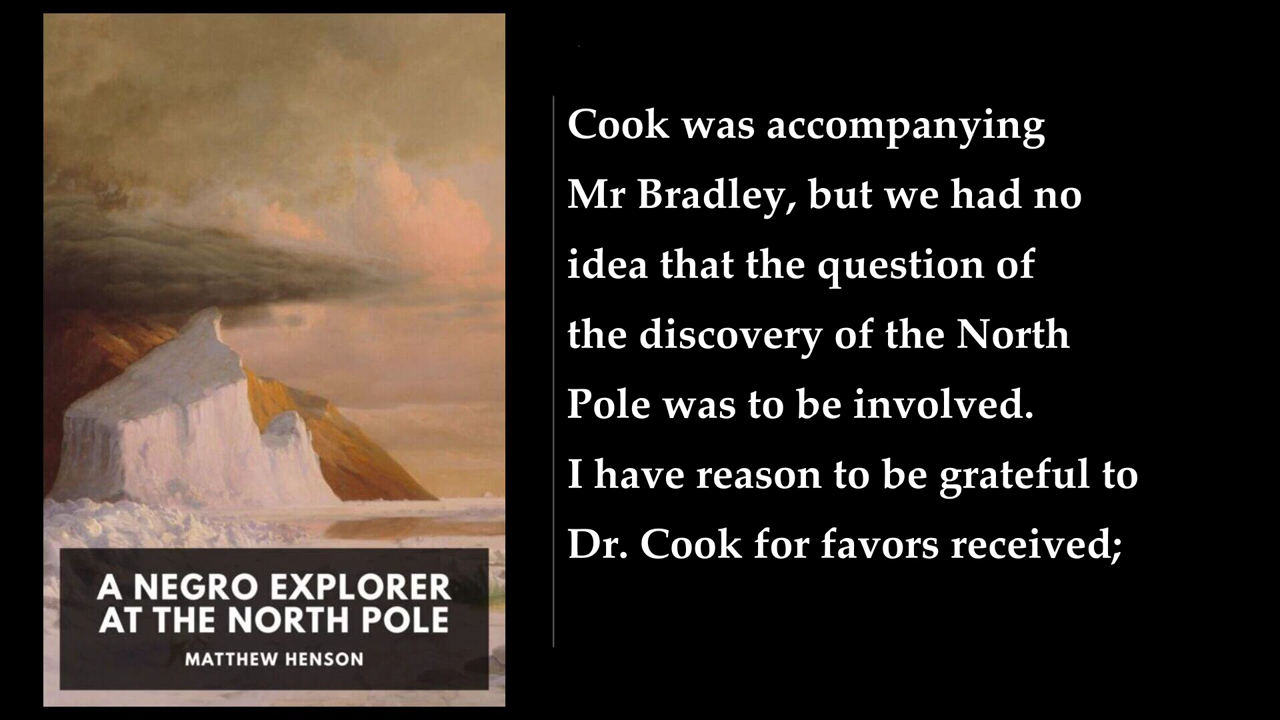 A NEGRO EXPLORER
AT THE NORTH POLE
MATTHEW HENSON
Cook was accompanying
Mr Bradley, but we had no
idea that the question of
the discovery of the North
Pole was to be involved.
I have reason to be grateful to
Dr. Cook for favors received;